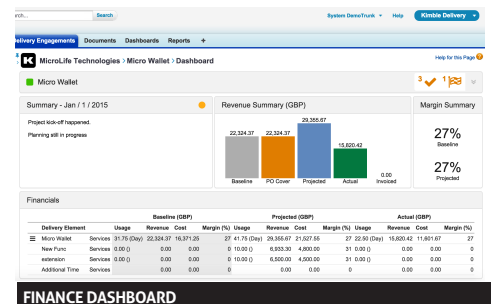 rch... Search System DemoTrunk Help Kimble Delivery
Delivery Engagements Documents Dashboards Reports +
K MicroLife Technologies > Micro Wallet > Dashboard Help for this Page ?
Micro Wallet 3 1
Summary - Jan / 1 / 2015
Project kickoff happened.
Planning still in progress
Revenue Summary (GBP)
22,324.37 22,324.37 29,355.67 15,820.42 0.00
Baseline PO Cover Projected Actual Invoiced
Margin Summary
27%
Baseline
27%
Projected
Financials
Baseline (GBP) Projected (GBP) Actual (GBP)
Delivery Element Usage Revenue Cost Margin (%) Usage Revenue Cost Margin (%) Usage Revenue Cost Margin (%)
Micro Wallet Services 31.75 (Day) 22,324.37 16,371.25 27 41.75 (Day) 29,355.67 21,527.55 27 22.50 (Day) 15,820.42 11,601.67 27
New Func Services 0.00 () 0.00 0.00 0 10.00 () 6,933.30 4,800.00 31 0.00 () 0.00 0.00 0
extension Services 0.00 () 0.00 0.00 0 10.00 () 6,500.00 4,500.00 31 0.00 () 0.00 0.00 0
Additional Time Services 0.00 0.00 0 0.00 0.00 0 0.00 0.00 0
FINANCE DASHBOARD